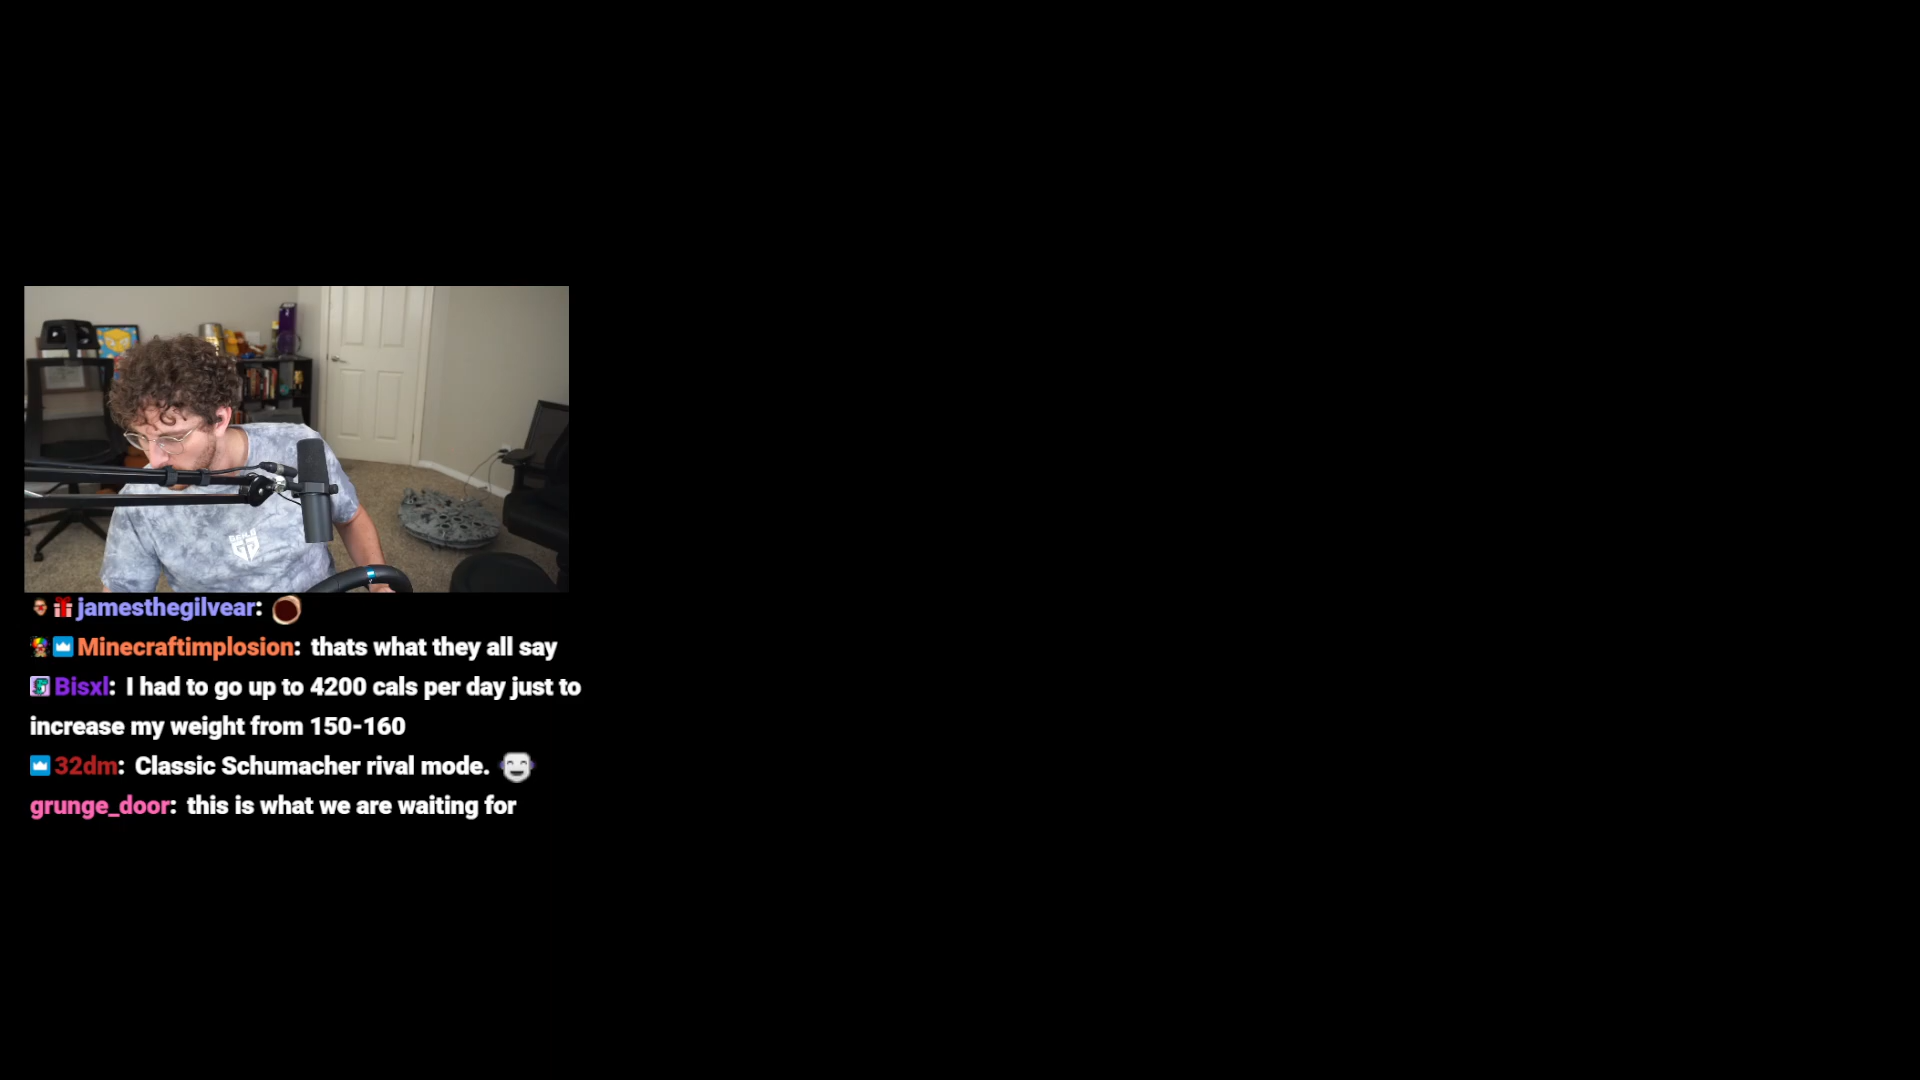 jamesthegilvear:
Minecraftimplosion: thats what they all say
Bisxl: I had to go up to 4200 cals per day just to
increase my weight from 150-160
32dm: Classic Schumacher rival mode.
grunge_door: this is what we are waiting for